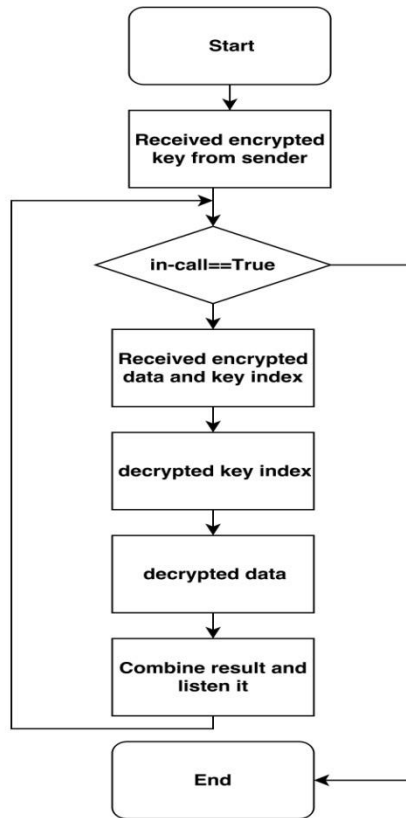 Start
Received encrypted
key from sender
in-call==True
Received encrypted
data and key index
decrypted key index
decrypted data
Combine result and
listen it
End